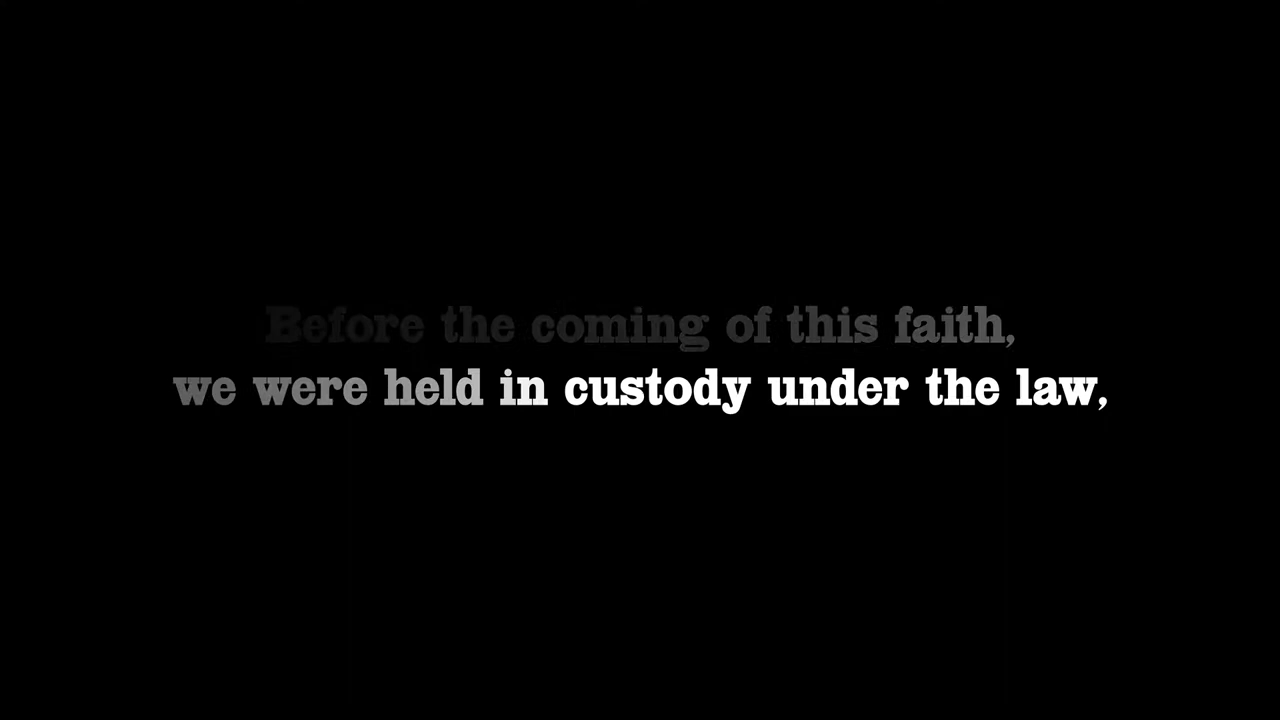 Before the coming of this faith,
we were held in custody under the law,